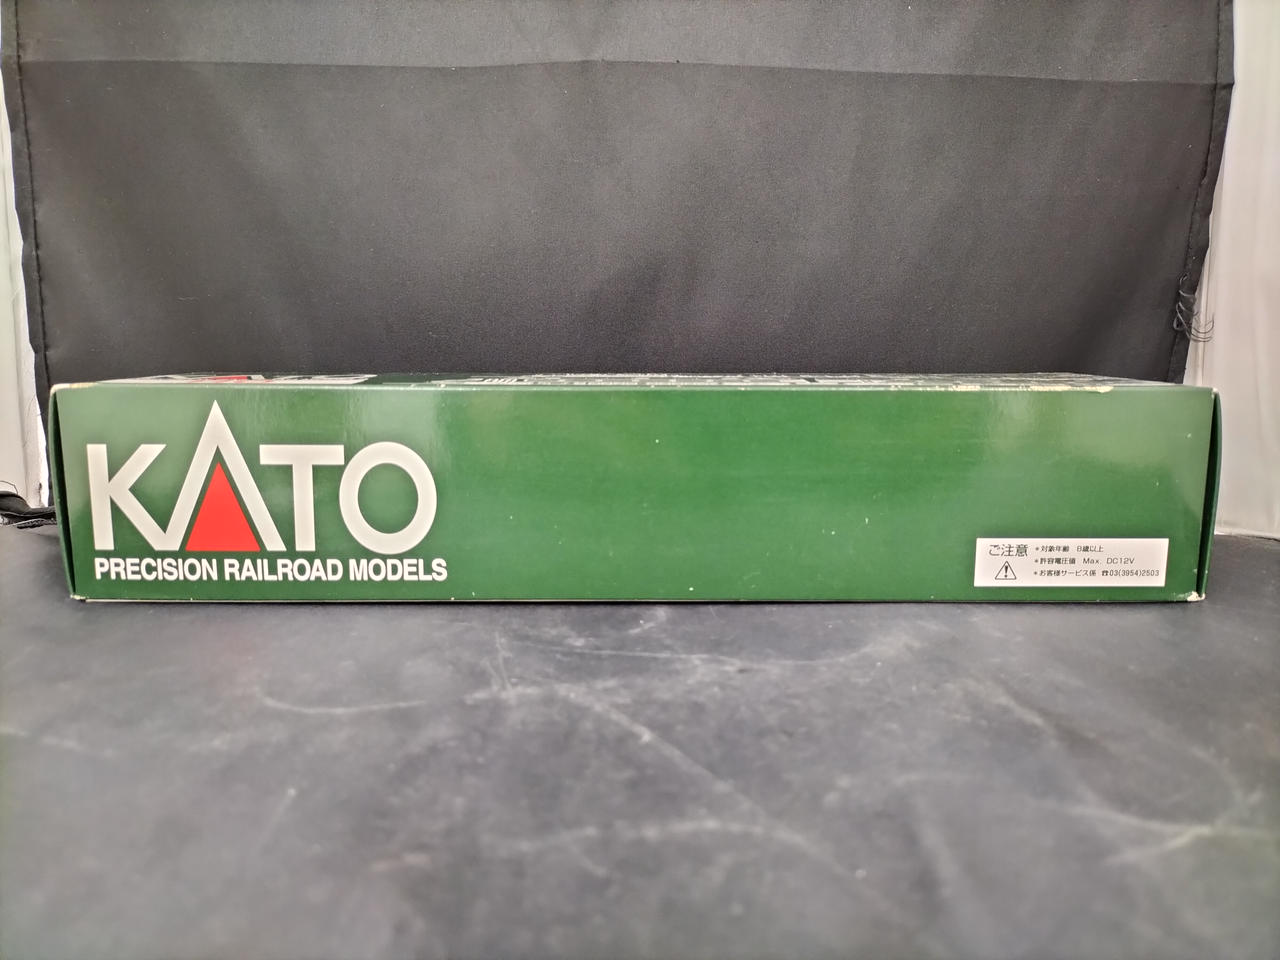 KATO
PRECISION RAILROAD MODELS
ご注意
*対象年齢 8歳以上
*許容電圧値 Max. DC12V
*お客様サービス係 ☎03(3954)2503